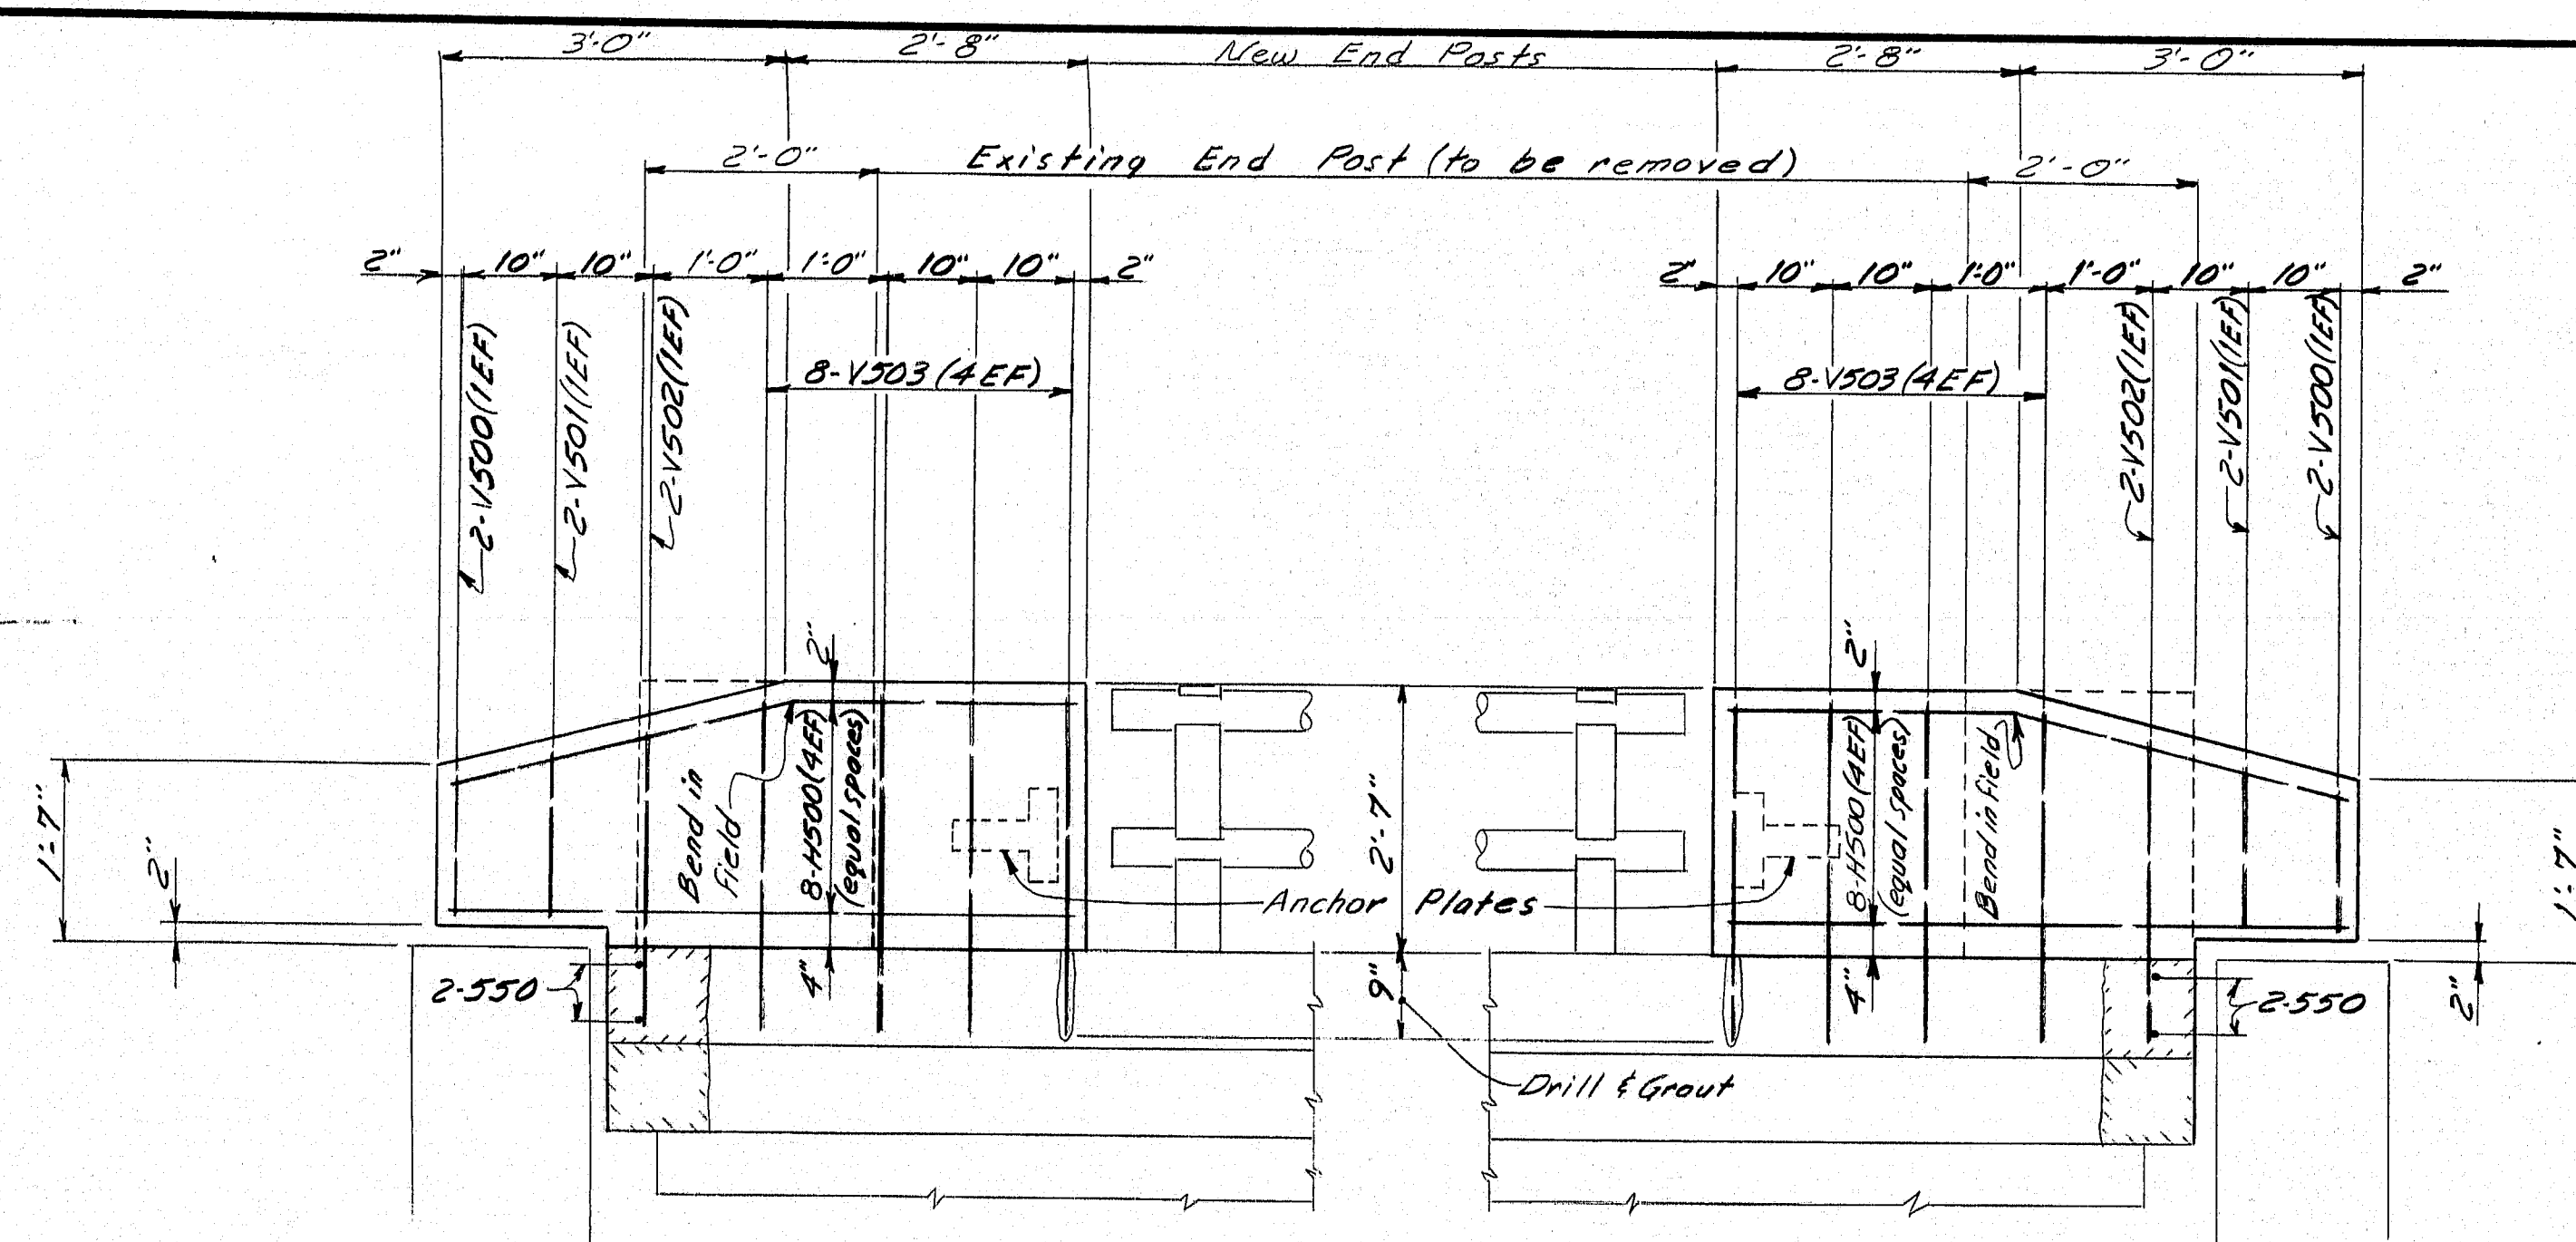 3'-0" 2'-8" New End Posts 2'-8" 3'-0"
2'-0" Existing End Post (to be removed) 2'-0"
2" 10" 10" 1'-0" 1'-0" 10" 10" 2"
2" 10" 10" 1'-0" 1'-0" 10" 10" 2"
2-V500(1EF)
2-V501(1EF)
2-V502(1EF)
8-V503(4EF)
8-V503(4EF)
2-V502(1EF)
2-V501(1EF)
2-V500(1EF)
2"
2"
1'-7"
2"
Bend in
field
8-H500(4EF)
(equal spaces)
2'-7"
8-H500(4EF)
(equal spaces)
Bend in field
1'-7"
Anchor Plates
2-550
4"
9"
4"
2-550
2"
Drill & Grout